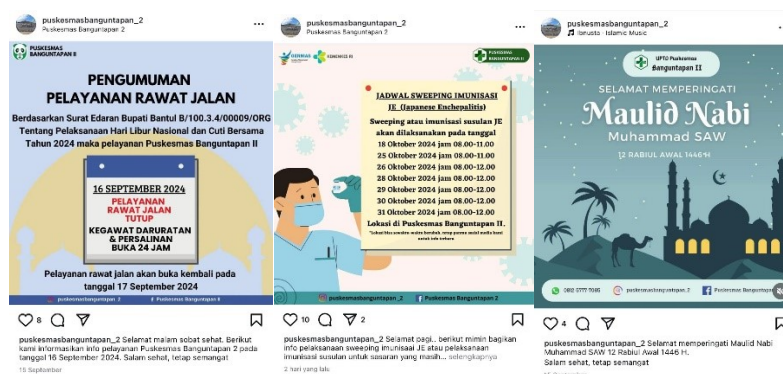 puskesmasbanguntapan_2
Puskesmas Banguntapan 2
PUSKESMAS
BANGUNTAPAN II
PENGUMUMAN
PELAYANAN RAWAT JALAN
Berdasarkan Surat Edaran Bupati Bantul B/100.3.4/00009/ORG
Tentang Pelaksanaan Hari Libur Nasional dan Cuti Bersama
Tahun 2024 maka pelayanan Puskesmas Banguntapan II
16 SEPTEMBER 2024
PELAYANAN
RAWAT JALAN
TUTUP
KEGAWAT DARURATAN
& PERSALINAN
BUKA 24 JAM
Pelayanan rawat jalan akan buka kembali pada
tanggal 17 September 2024
puskesmasbanguntapan_2 Puskesmas Banguntapan II
8
puskesmasbanguntapan_2 Selamat malam sobat sehat. Berikut
kami informasikan info pelayanan Puskesmas Banguntapan 2 pada
tanggal 16 September 2024. Salam sehat, tetap semangat
15 September
puskesmasbanguntapan_2
Puskesmas Banguntapan 2
GERMAS
KEMENKES RI
PUSKESMAS
BANGUNTAPAN II
JADWAL SWEEPING IMUNISASI
JE (Japanese Enchepalitis)
Sweeping atau imunisasi susulan JE
akan dilaksanakan pada tanggal
18 Oktober 2024 jam 08.00-11.00
25 Oktober 2024 jam 08.00-11.00
26 Oktober 2024 jam 08.00-12.00
28 Oktober 2024 jam 08.00-12.00
29 Oktober 2024 jam 08.00-12.00
30 Oktober 2024 jam 08.00-12.00
31 Oktober 2024 jam 08.00-12.00
Lokasi di Puskesmas Banguntapan II.
puskesmasbanguntapan_2 Puskesmas Banguntapan 2
10 2
puskesmasbanguntapan_2 Selamat pagi.. berikut mimin bagikan
info pelaksanaan sweeping imunisaai JE atau pelaksanaan
imunisasi susulan untuk sasaran yang masih... selengkapnya
2 hari yang lalu
puskesmasbanguntapan_2
Islamic Music
UPTD Puskesmas
Banguntapan II
SELAMAT MEMPERINGATI
Maulid Nabi
Muhammad SAW
12 RABIUL AWAL 1446 H
puskesmasbanguntapan_2
Puskesmas Banguntapan
4
puskesmasbanguntapan_2 Selamat memperingati Maulid Nabi
Muhammad SAW 12 Rabiul Awal 1446 H.
Salam sehat, tetap semangat